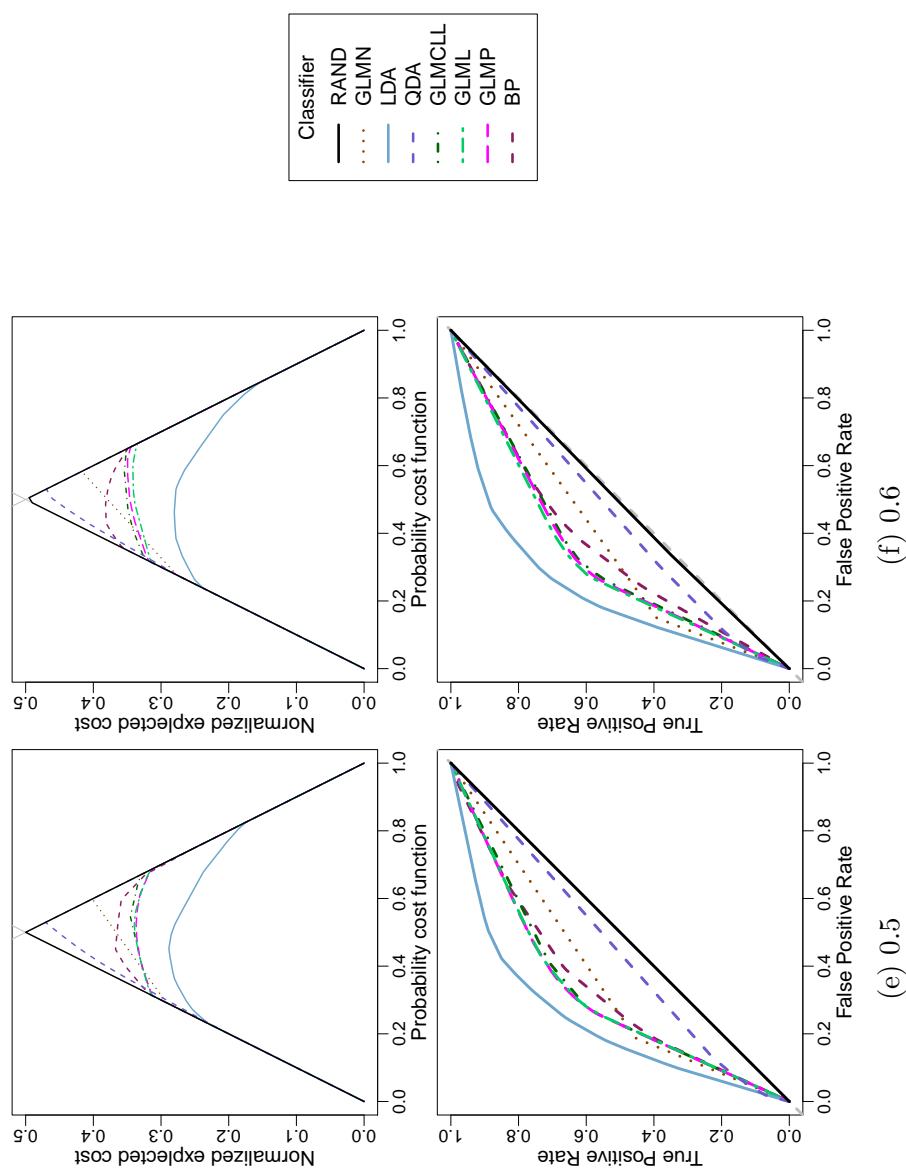 Normalized explected cost
0.5
0.4
0.3
0.2
0.1
0.0
0.0 0.2 0.4 0.6 0.8 1.0
Probability cost function
True Positive Rate
1.0
0.8
0.6
0.4
0.2
0.0
0.0 0.2 0.4 0.6 0.8 1.0
False Positive Rate
(e) 0.5
Normalized explected cost
0.5
0.4
0.3
0.2
0.1
0.0
0.0 0.2 0.4 0.6 0.8 1.0
Probability cost function
True Positive Rate
1.0
0.8
0.6
0.4
0.2
0.0
0.0 0.2 0.4 0.6 0.8 1.0
False Positive Rate
(f) 0.6
Classifier
RAND
GLMN
LDA
QDA
GLMCLL
GLML
GLMP
BP